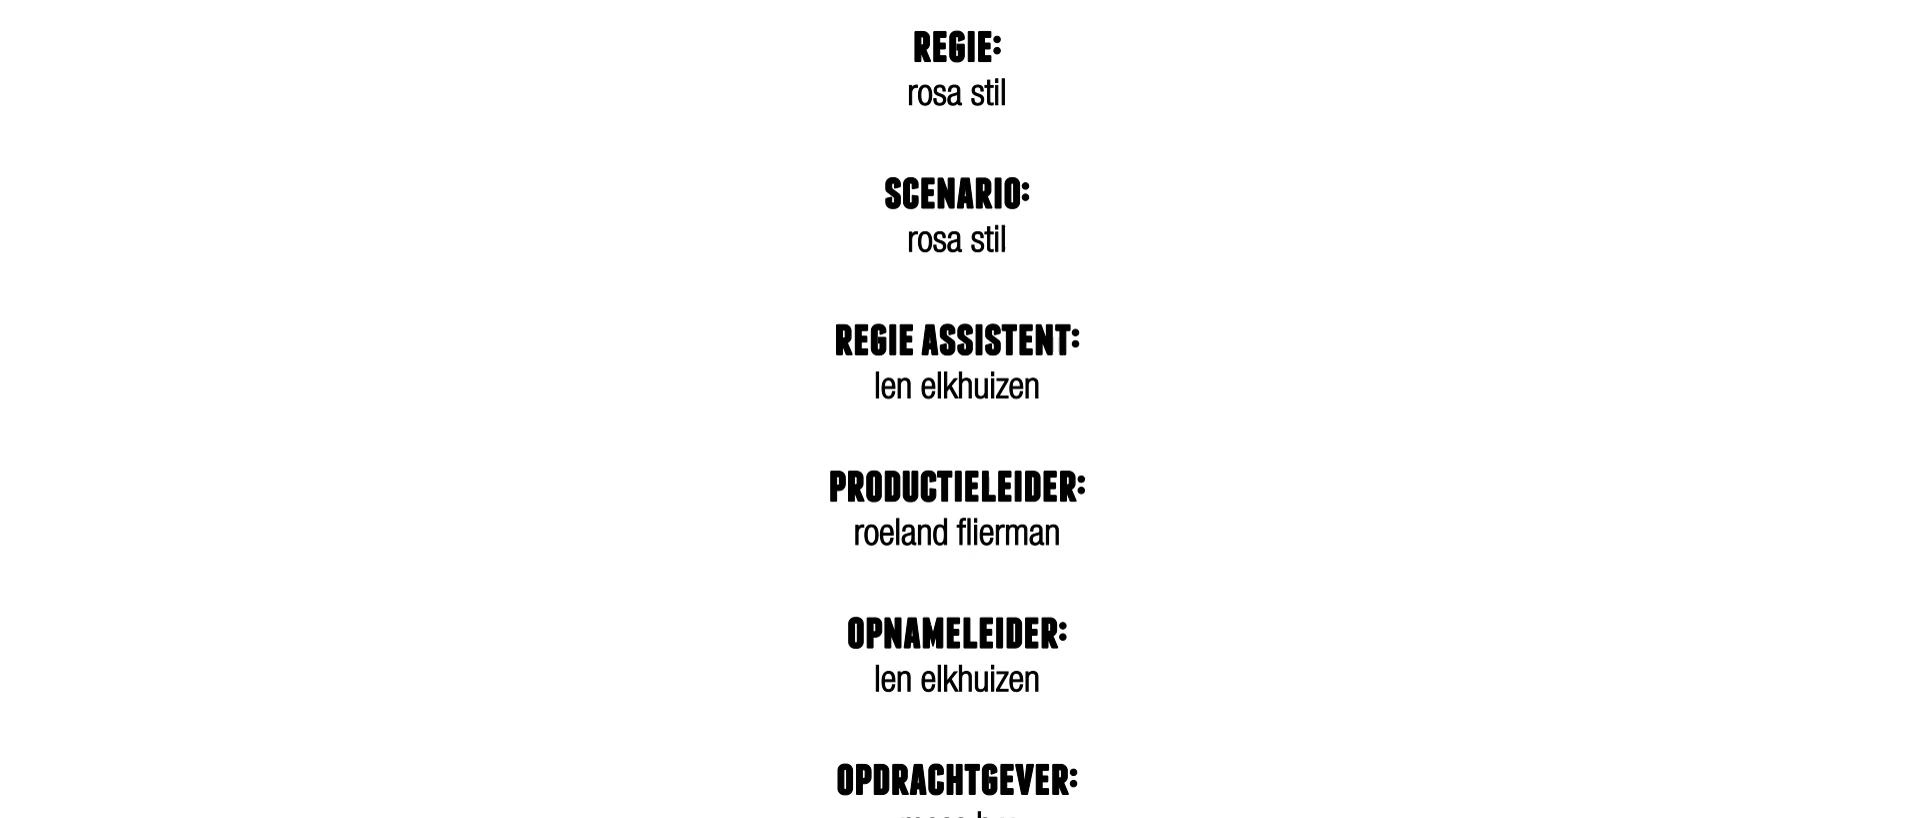 REGIE:
rosa stil
SCENARIO:
rosa stil
REGIE ASSISTENT:
len elkhuizen
PRODUCTIELEIDER:
roeland flierman
OPNAMELEIDER:
len elkhuizen
OPDRACHTGEVER: